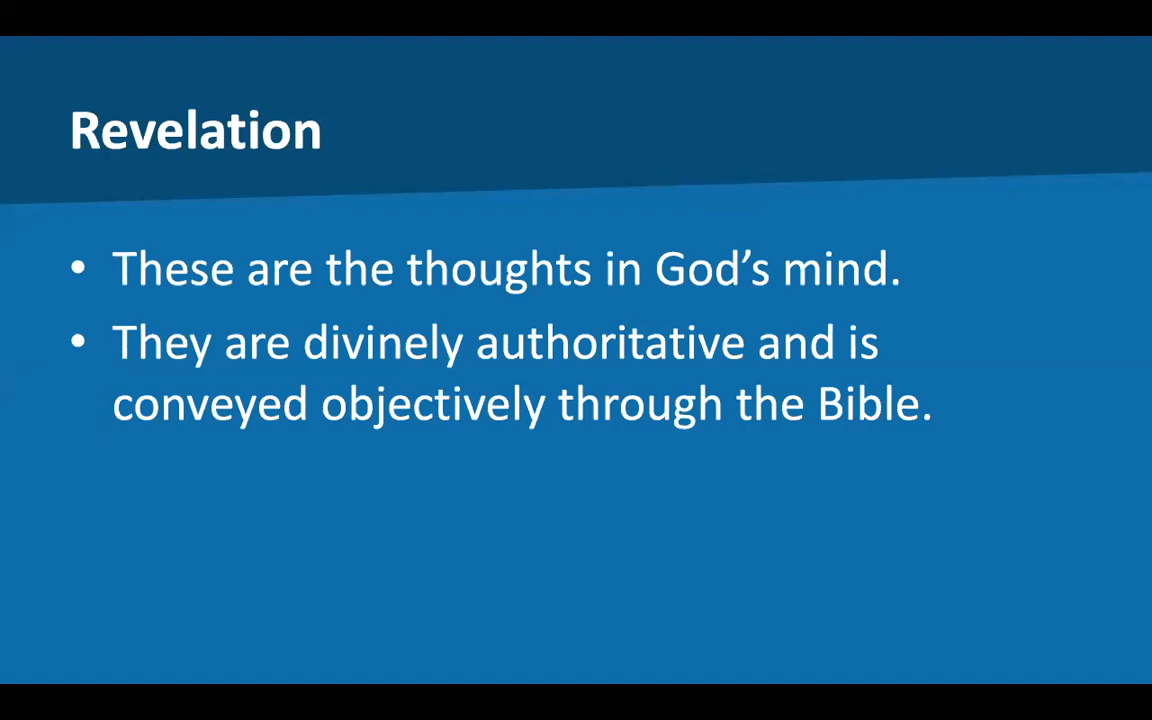 Revelation
• These are the thoughts in God’s mind.
• They are divinely authoritative and is
conveyed objectively through the Bible.